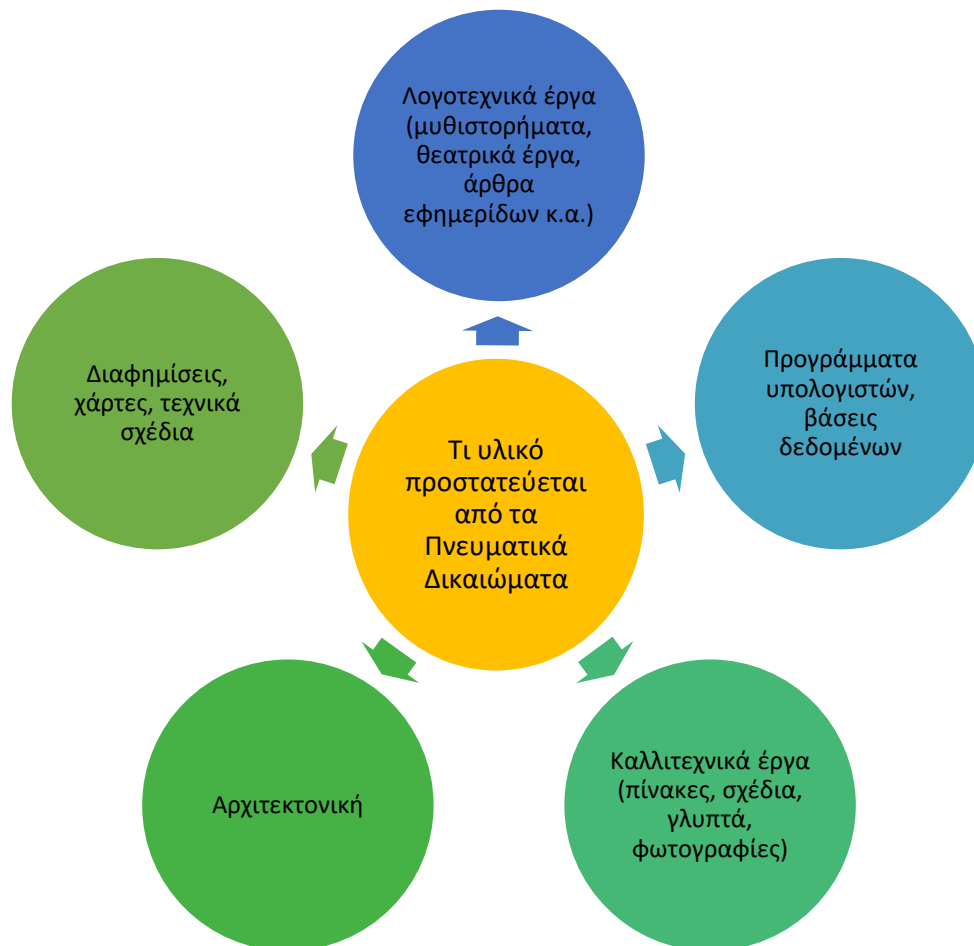 Λογοτεχνικά έργα
(μυθιστορήματα,
θεατρικά έργα,
άρθρα
εφημερίδων κ.α.)
Διαφημίσεις,
χάρτες, τεχνικά
σχέδια
Προγράμματα
υπολογιστών,
βάσεις
δεδομένων
Τι υλικό
προστατεύεται
από τα
Πνευματικά
Δικαιώματα
Αρχιτεκτονική
Καλλιτεχνικά έργα
(πίνακες, σχέδια,
γλυπτά,
φωτογραφίες)